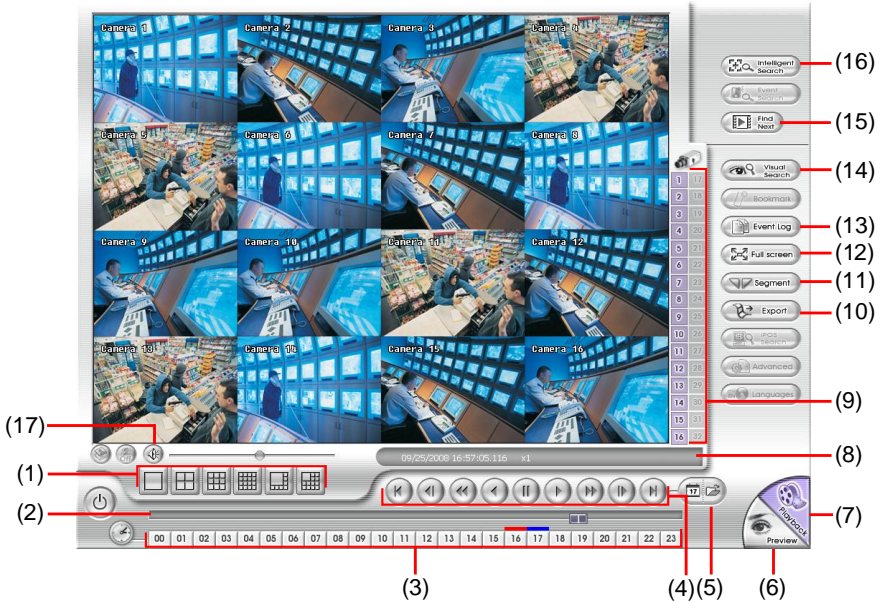 Camera 1
Camera 2
Camera 3
Camera 4
Camera 5
Camera 6
Camera 7
Camera 8
Camera 9
Camera 10
Camera 11
Camera 12
Camera 13
Camera 14
Camera 15
Camera 16
1 17
2 18
3 19
4 20
5 21
6 22
7 23
8 24
9 25
10 26
11 27
12 28
13 29
14 30
15 31
16 32
Intelligent Search
(16)
Event Search
Find Next
(15)
Visual Search
(14)
Bookmark
Event Log
(13)
Full screen
(12)
Segment
(11)
Export
(10)
iPOS Search
Advanced
Languages
(9)
(17)
09/25/2008 16:57:05.116 x1
(8)
(1)
(2)
17
Playback
(7)
Preview
00 01 02 03 04 05 06 07 08 09 10 11 12 13 14 15 16 17 18 19 20 21 22 23
(3)
(4)
(5)
(6)